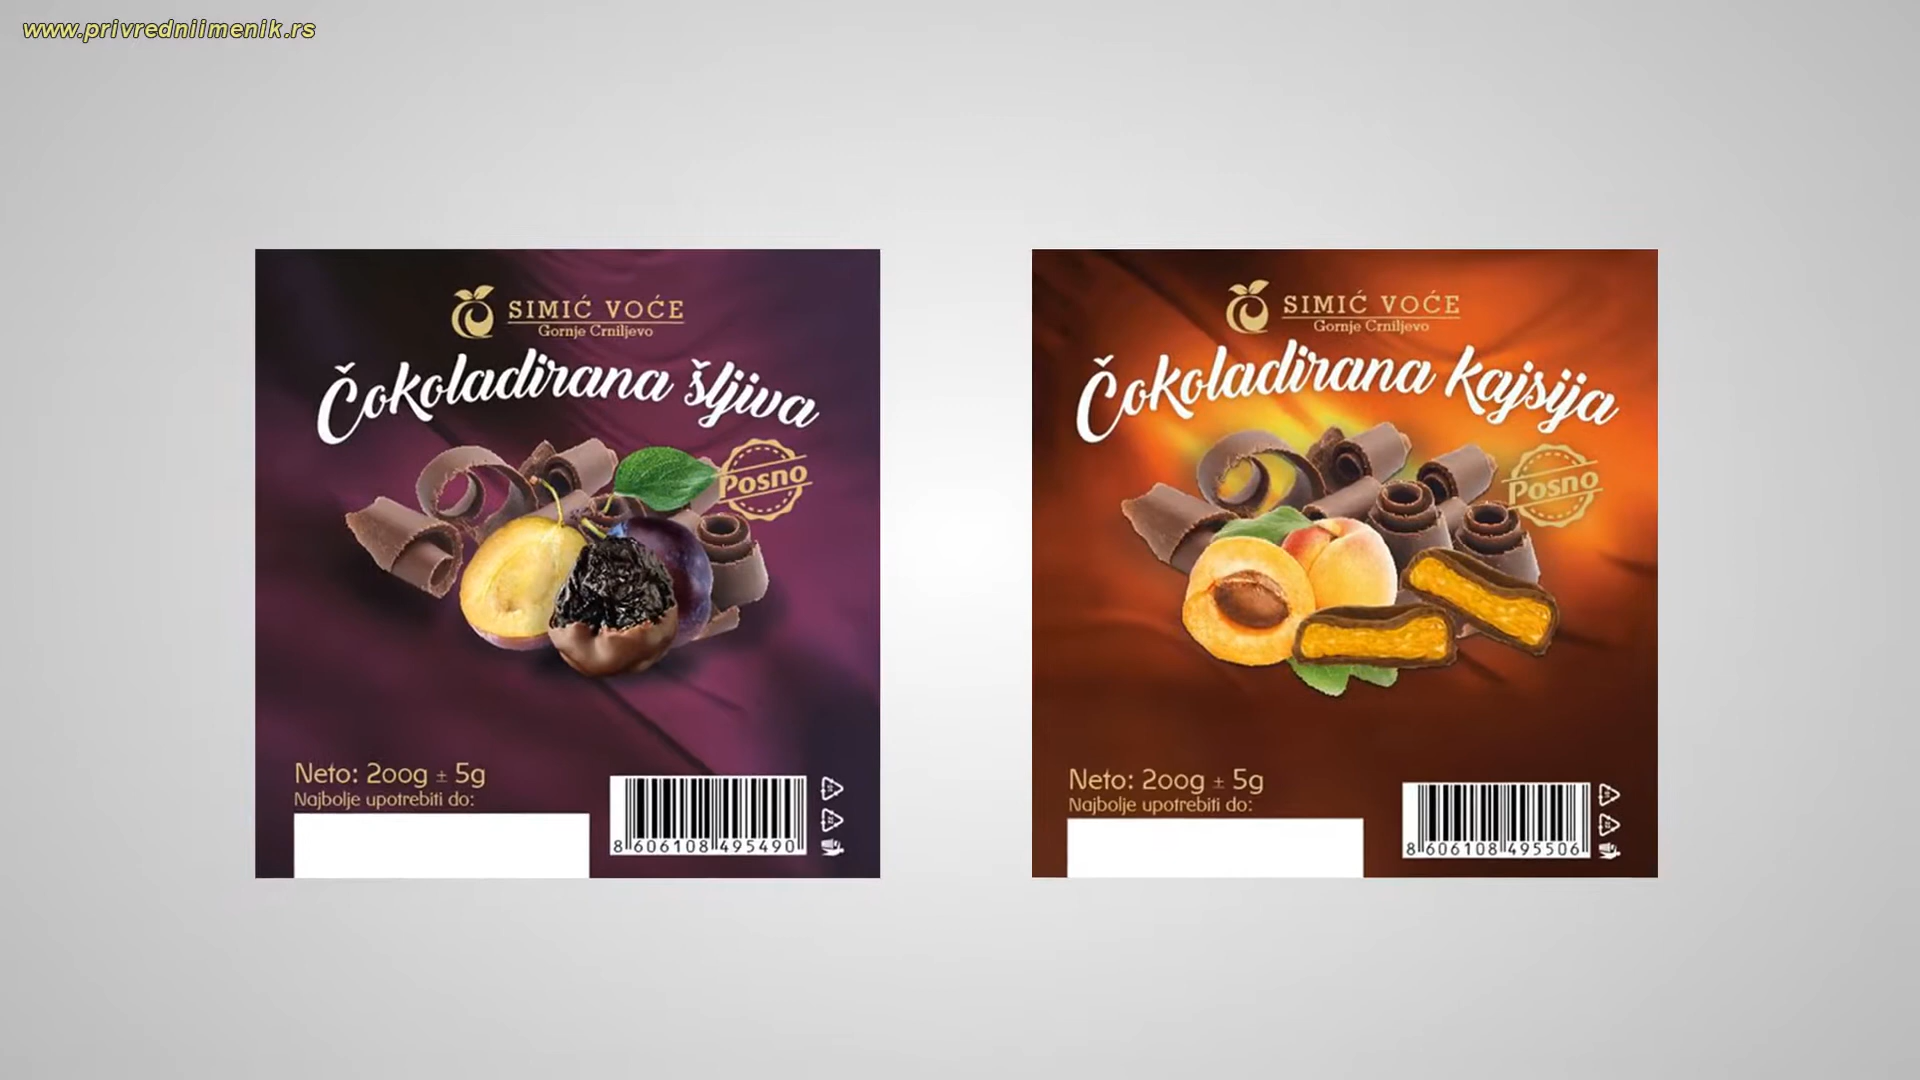 www.privredniimenik.rs
SIMIĆ VOĆE
Gornje Crniljevo
Čokoladirana šljiva
Posno
Neto: 200g ± 5g
Najbolje upotrebiti do:
8 606108 495490
SIMIĆ VOĆE
Gornje Crniljevo
Čokoladirana kajsija
Posno
Neto: 200g ± 5g
Najbolje upotrebiti do:
8 606108 495506